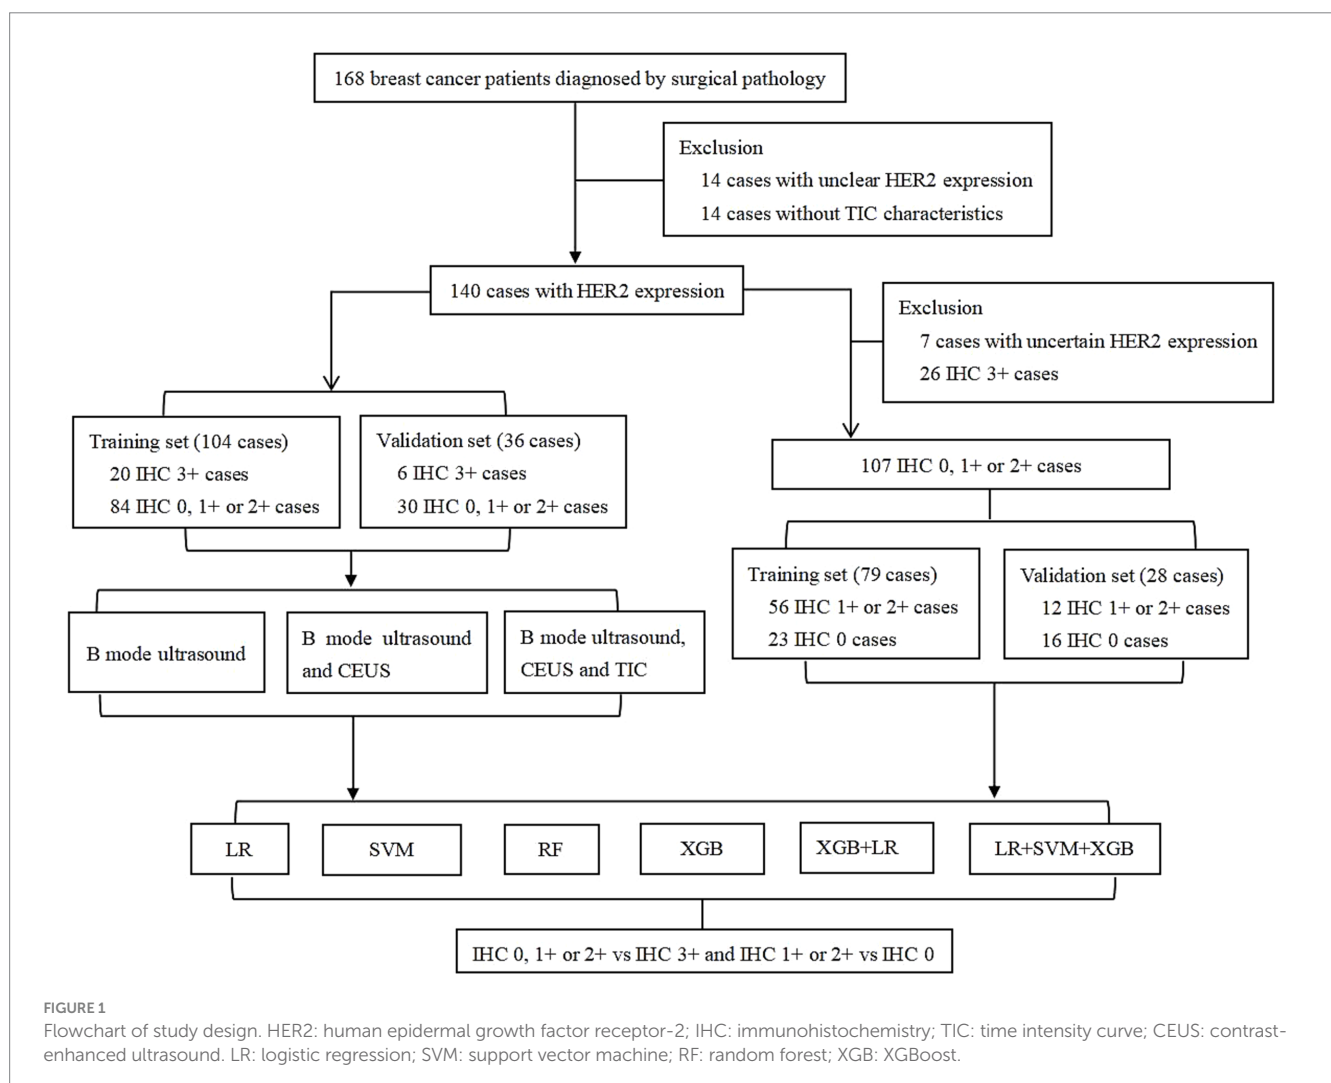 168 breast cancer patients diagnosed by surgical pathology
Exclusion
14 cases with unclear HER2 expression
14 cases without TIC characteristics
140 cases with HER2 expression
Exclusion
7 cases with uncertain HER2 expression
26 IHC 3+ cases
Training set (104 cases)
20 IHC 3+ cases
84 IHC 0, 1+ or 2+ cases
Validation set (36 cases)
6 IHC 3+ cases
30 IHC 0, 1+ or 2+ cases
107 IHC 0, 1+ or 2+ cases
Training set (79 cases)
56 IHC 1+ or 2+ cases
23 IHC 0 cases
Validation set (28 cases)
12 IHC 1+ or 2+ cases
16 IHC 0 cases
B mode ultrasound
B mode ultrasound
and CEUS
B mode ultrasound,
CEUS and TIC
LR
SVM
RF
XGB
XGB+LR
LR+SVM+XGB
IHC 0, 1+ or 2+ vs IHC 3+ and IHC 1+ or 2+ vs IHC 0
FIGURE 1
Flowchart of study design. HER2: human epidermal growth factor receptor-2; IHC: immunohistochemistry; TIC: time intensity curve; CEUS: contrast-
enhanced ultrasound. LR: logistic regression; SVM: support vector machine; RF: random forest; XGB: XGBoost.